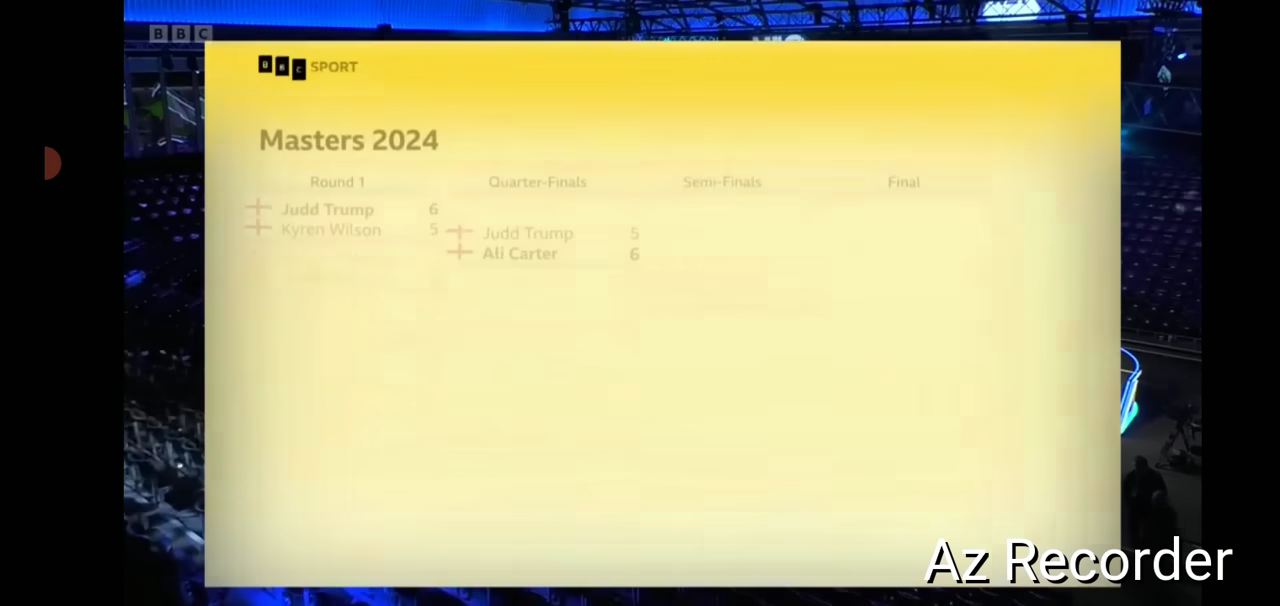 BBC
BBC SPORT
Masters 2024
Round 1 Quarter-Finals Semi-Finals Final
Judd Trump 6
Kyren Wilson 5
Judd Trump 5
Ali Carter 6
Az Recorder